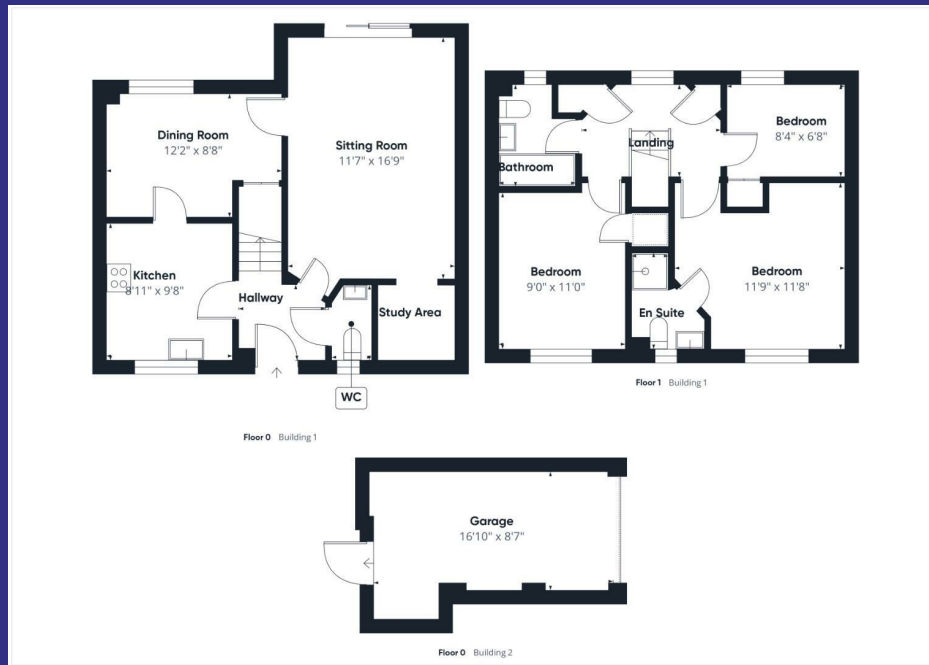 Dining Room
12'2" x 8'8"
Sitting Room
11'7" x 16'9"
Kitchen
8'11" x 9'8"
Hallway
Study Area
WC
Floor 0 Building 1
Bathroom
Landing
Bedroom
8'4" x 6'8"
Bedroom
9'0" x 11'0"
En Suite
Bedroom
11'9" x 11'8"
Floor 1 Building 1
Garage
16'10" x 8'7"
Floor 0 Building 2